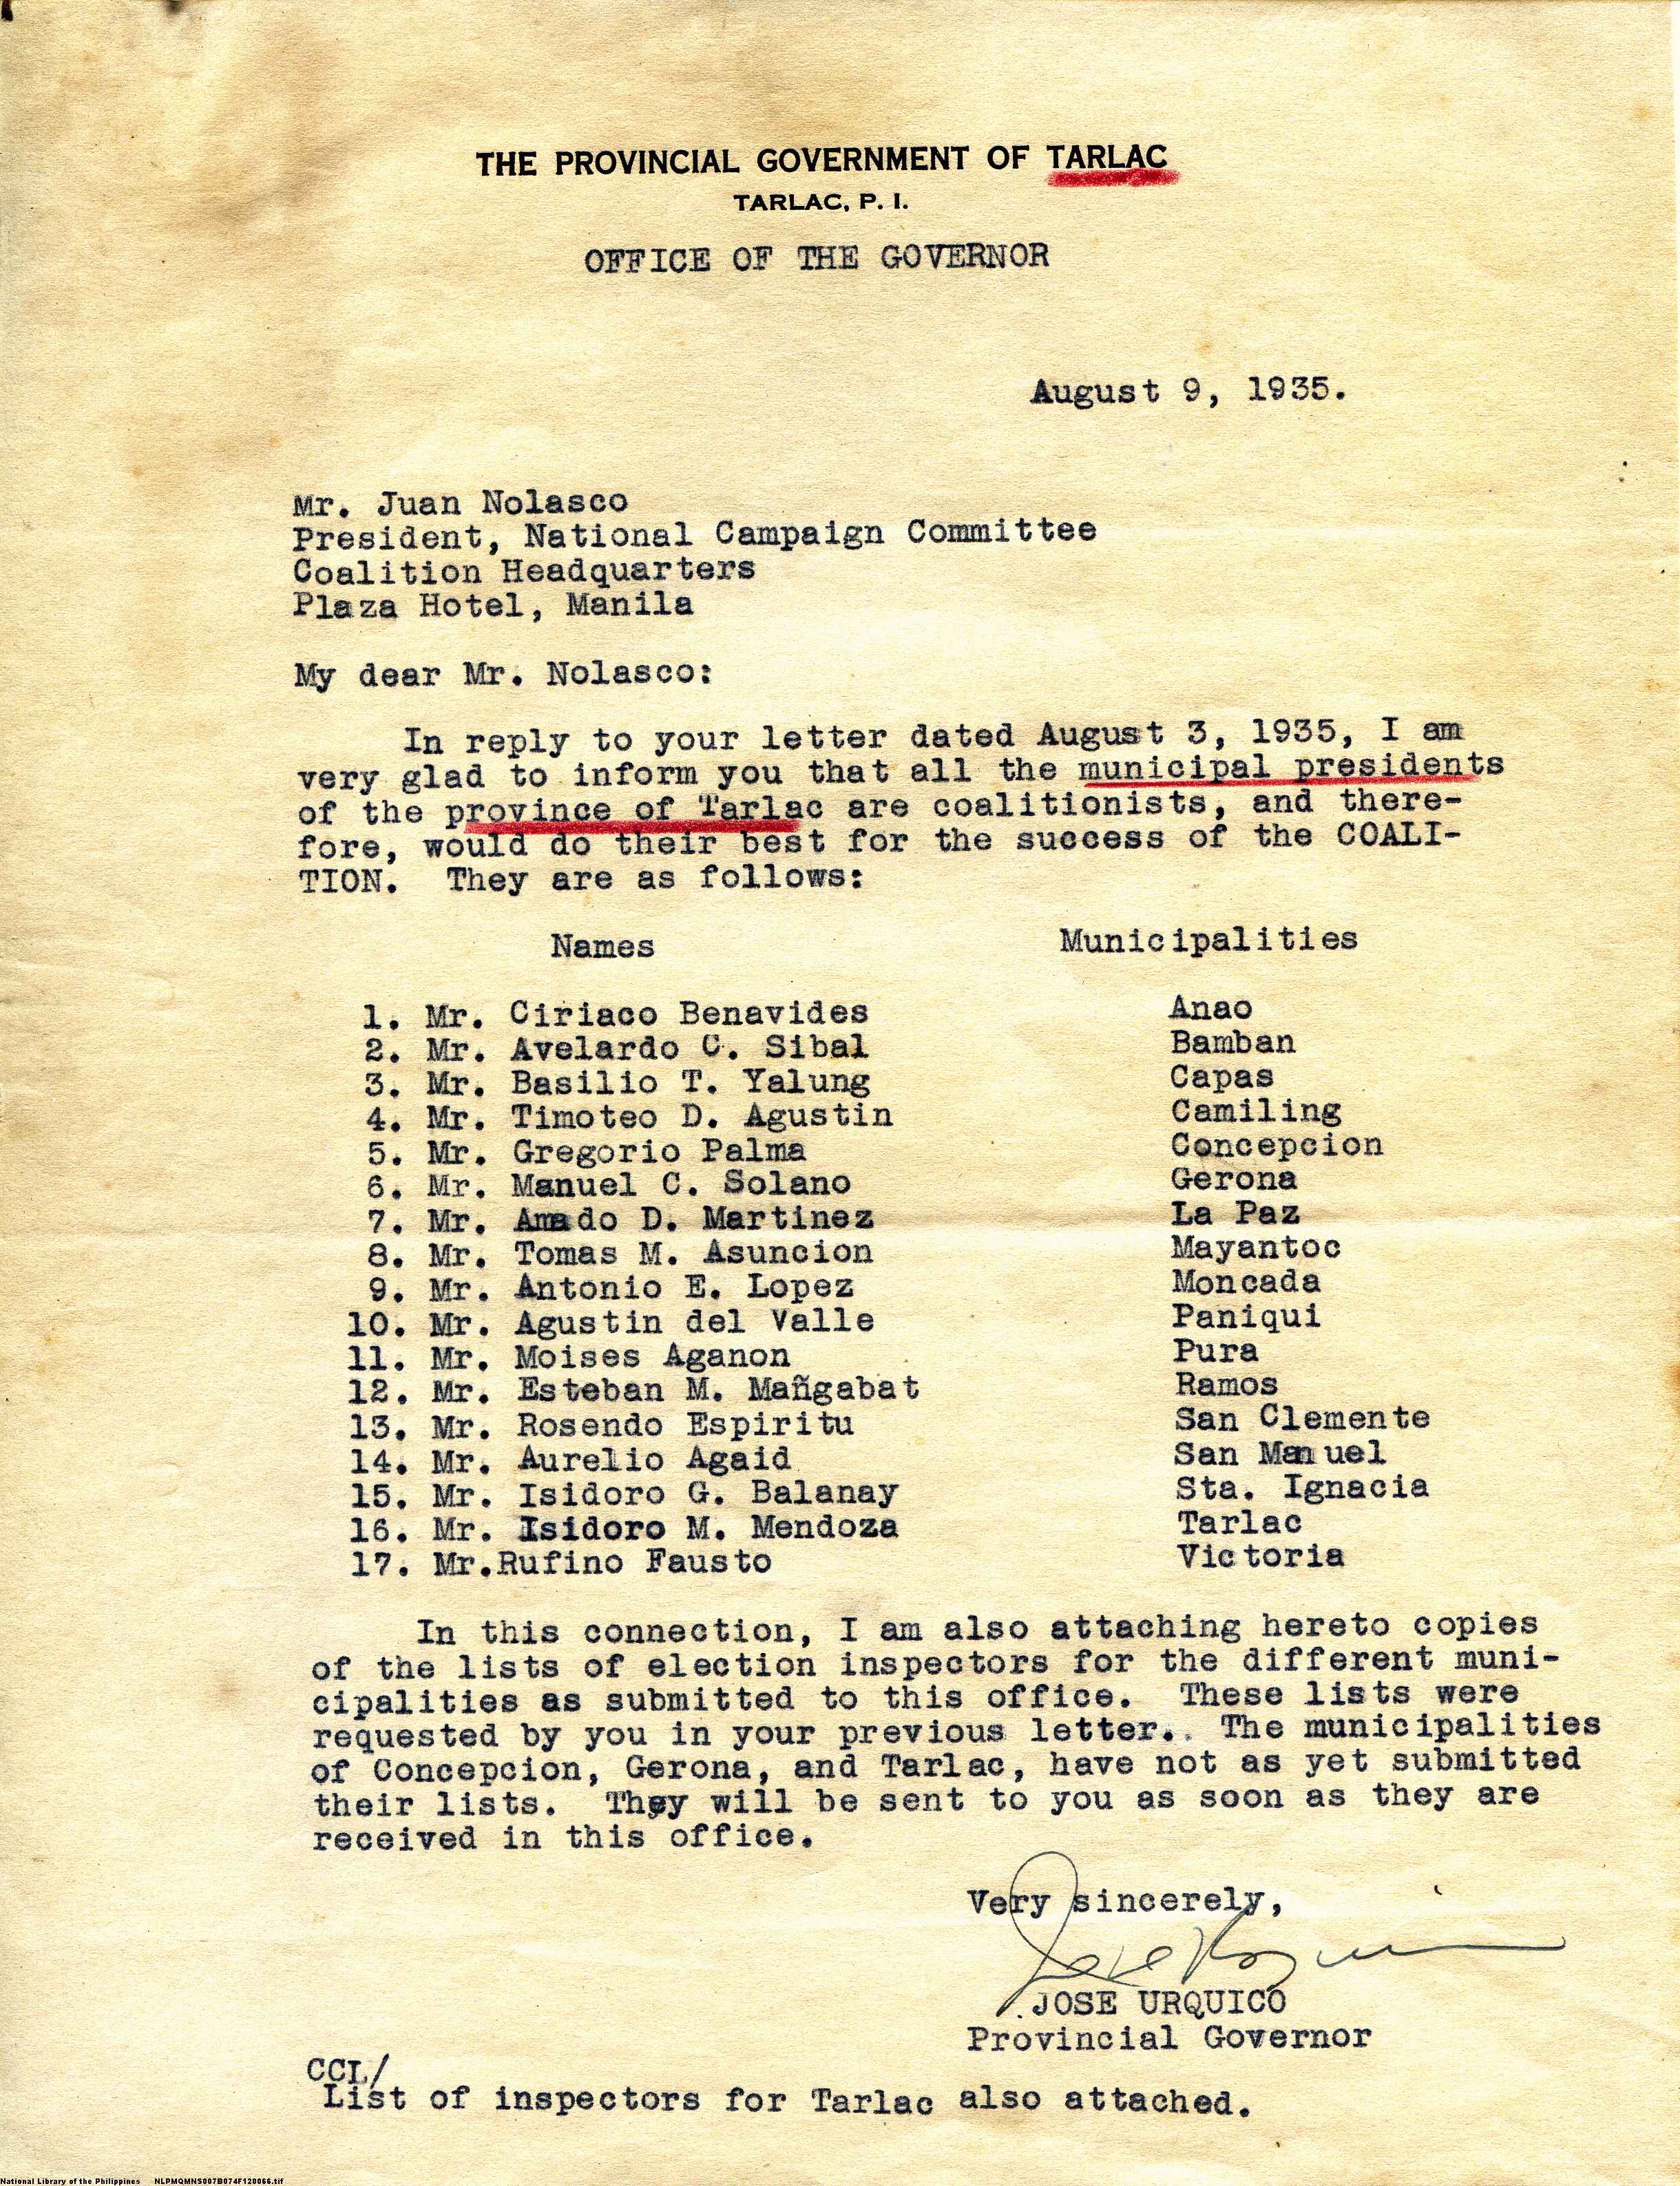 THE PROVINCIAL GOVERNMENT OF TARLAC
TARLAC, P. I.
OFFICE OF THE GOVERNOR
August 9, 1935.
Mr. Juan Nolasco
President, National Campaign Committee
Coalition Headquarters
Plaza Hotel, Manila
My dear Mr. Nolasco:
In reply to your letter dated August 3, 1935, I am
very glad to inform you that all the municipal presidents
of the province of Tarlac are coalitionists, and there-
fore, would do their best for the success of the COALI-
TION. They are as follows:
Names Municipalities
1. Mr. Ciriaco Benavides Anao
2. Mr. Avelardo C. Sibal Bamban
3. Mr. Basilio T. Yalung Capas
4. Mr. Timoteo D. Agustin Camiling
5. Mr. Gregorio Palma Concepcion
6. Mr. Manuel C. Solano Gerona
7. Mr. Amado D. Martinez La Paz
8. Mr. Tomas M. Asuncion Mayantoc
9. Mr. Antonio E. Lopez Moncada
10. Mr. Agustin del Valle Paniqui
11. Mr. Moises Aganon Pura
12. Mr. Esteban M. Mañgabat Ramos
13. Mr. Rosendo Espiritu San Clemente
14. Mr. Aurelio Agaid San Manuel
15. Mr. Isidoro G. Balanay Sta. Ignacia
16. Mr. Isidoro M. Mendoza Tarlac
17. Mr.Rufino Fausto Victoria
In this connection, I am also attaching hereto copies
of the lists of election inspectors for the different muni-
cipalities as submitted to this office. These lists were
requested by you in your previous letter.. The municipalities
of Concepcion, Gerona, and Tarlac, have not as yet submitted
their lists. They will be sent to you as soon as they are
received in this office.
Very sincerely,
JOSE URQUICO
Provincial Governor
CCL/
List of inspectors for Tarlac also attached.
National Library of the Philippines NLPMQMNS007B074F120066.tif